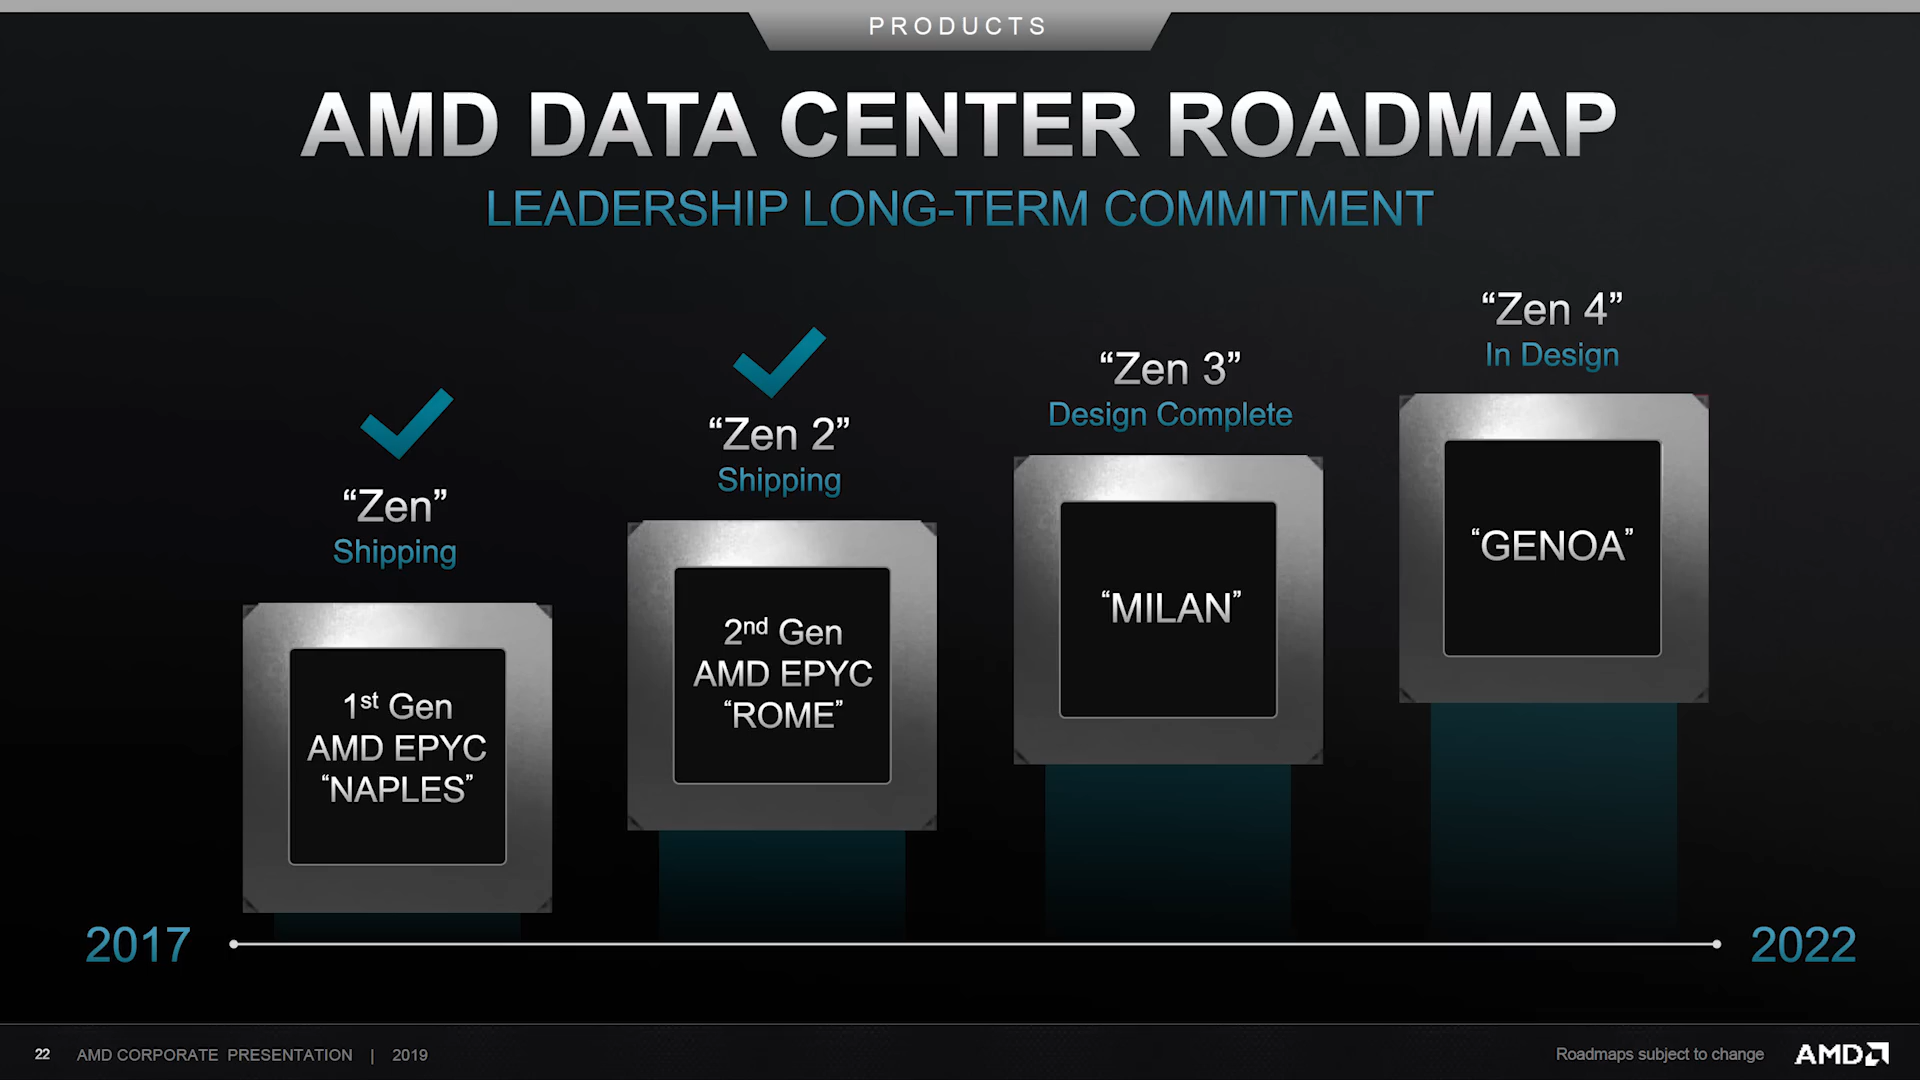 PRODUCTS
AMD DATA CENTER ROADMAP
LEADERSHIP LONG-TERM COMMITMENT
“Zen”
Shipping
1st Gen
AMD EPYC
“NAPLES”
“Zen 2”
Shipping
2nd Gen
AMD EPYC
“ROME”
“Zen 3”
Design Complete
“MILAN”
“Zen 4”
In Design
“GENOA”
2017
2022
22 AMD CORPORATE PRESENTATION | 2019
Roadmaps subject to change
AMD